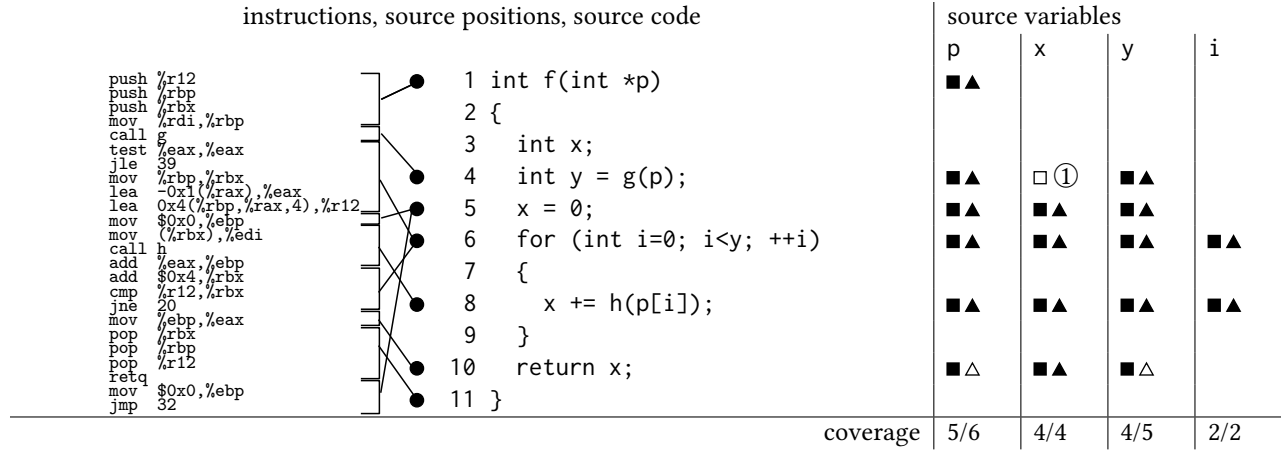 instructions, source positions, source code
source variables
p x y i
push %r12
push %rbp
push %rbx
mov %rdi,%rbp
call g
test %eax,%eax
jle 39
mov %rbp,%rbx
lea -0x1(%rax),%eax
lea 0x4(%rbp,%rax,4),%r12
mov $0x0,%ebp
mov (%rbx),%edi
call h
add %eax,%ebp
add $0x4,%rbx
cmp %r12,%rbx
jne 20
mov %ebp,%eax
pop %rbx
pop %rbp
pop %r12
retq
mov $0x0,%ebp
jmp 32
1 int f(int *p)
2 {
3 int x;
4 int y = g(p);
5 x = 0;
6 for (int i=0; i<y; ++i)
7 {
8 x += h(p[i]);
9 }
10 return x;
11 }
■▲
■▲ □① ■▲
■▲ ■▲ ■▲
■▲ ■▲ ■▲ ■▲
■▲ ■▲ ■▲ ■▲
■△ ■▲ ■△
coverage 5/6 4/4 4/5 2/2